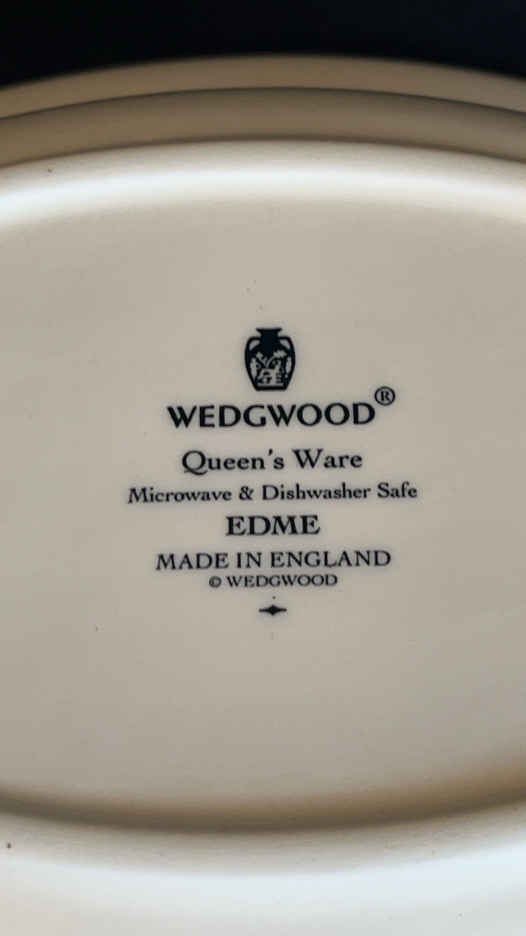 WEDGWOOD®
Queen's Ware
Microwave & Dishwasher Safe
EDME
MADE IN ENGLAND
© WEDGWOOD